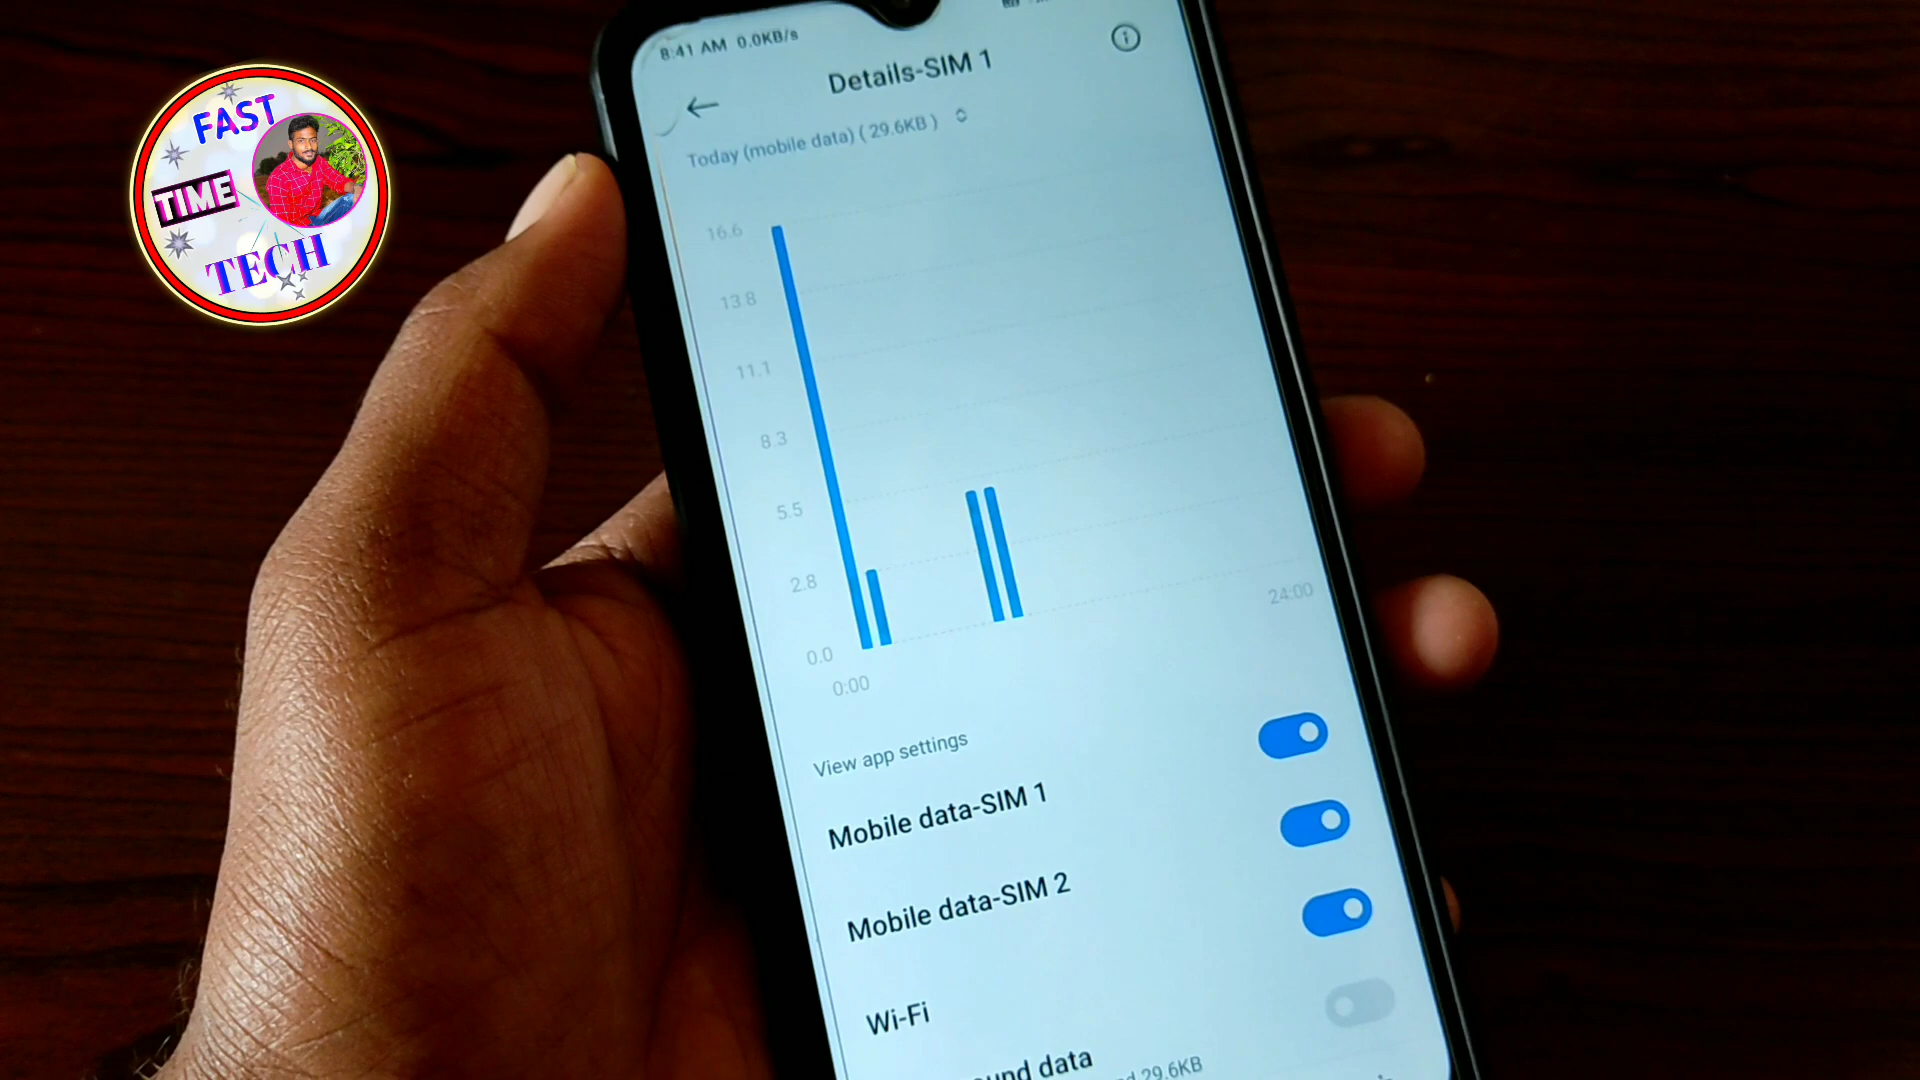 FAST
TIME
TECH
8:41 AM 0.0KB/s
Details-SIM 1
Today (mobile data) ( 29.6KB )
16.6
13.8
11.1
8.3
5.5
2.8
0.0
0:00
24:00
View app settings
Mobile data-SIM 1
Mobile data-SIM 2
Wi-Fi
data
29.6KB